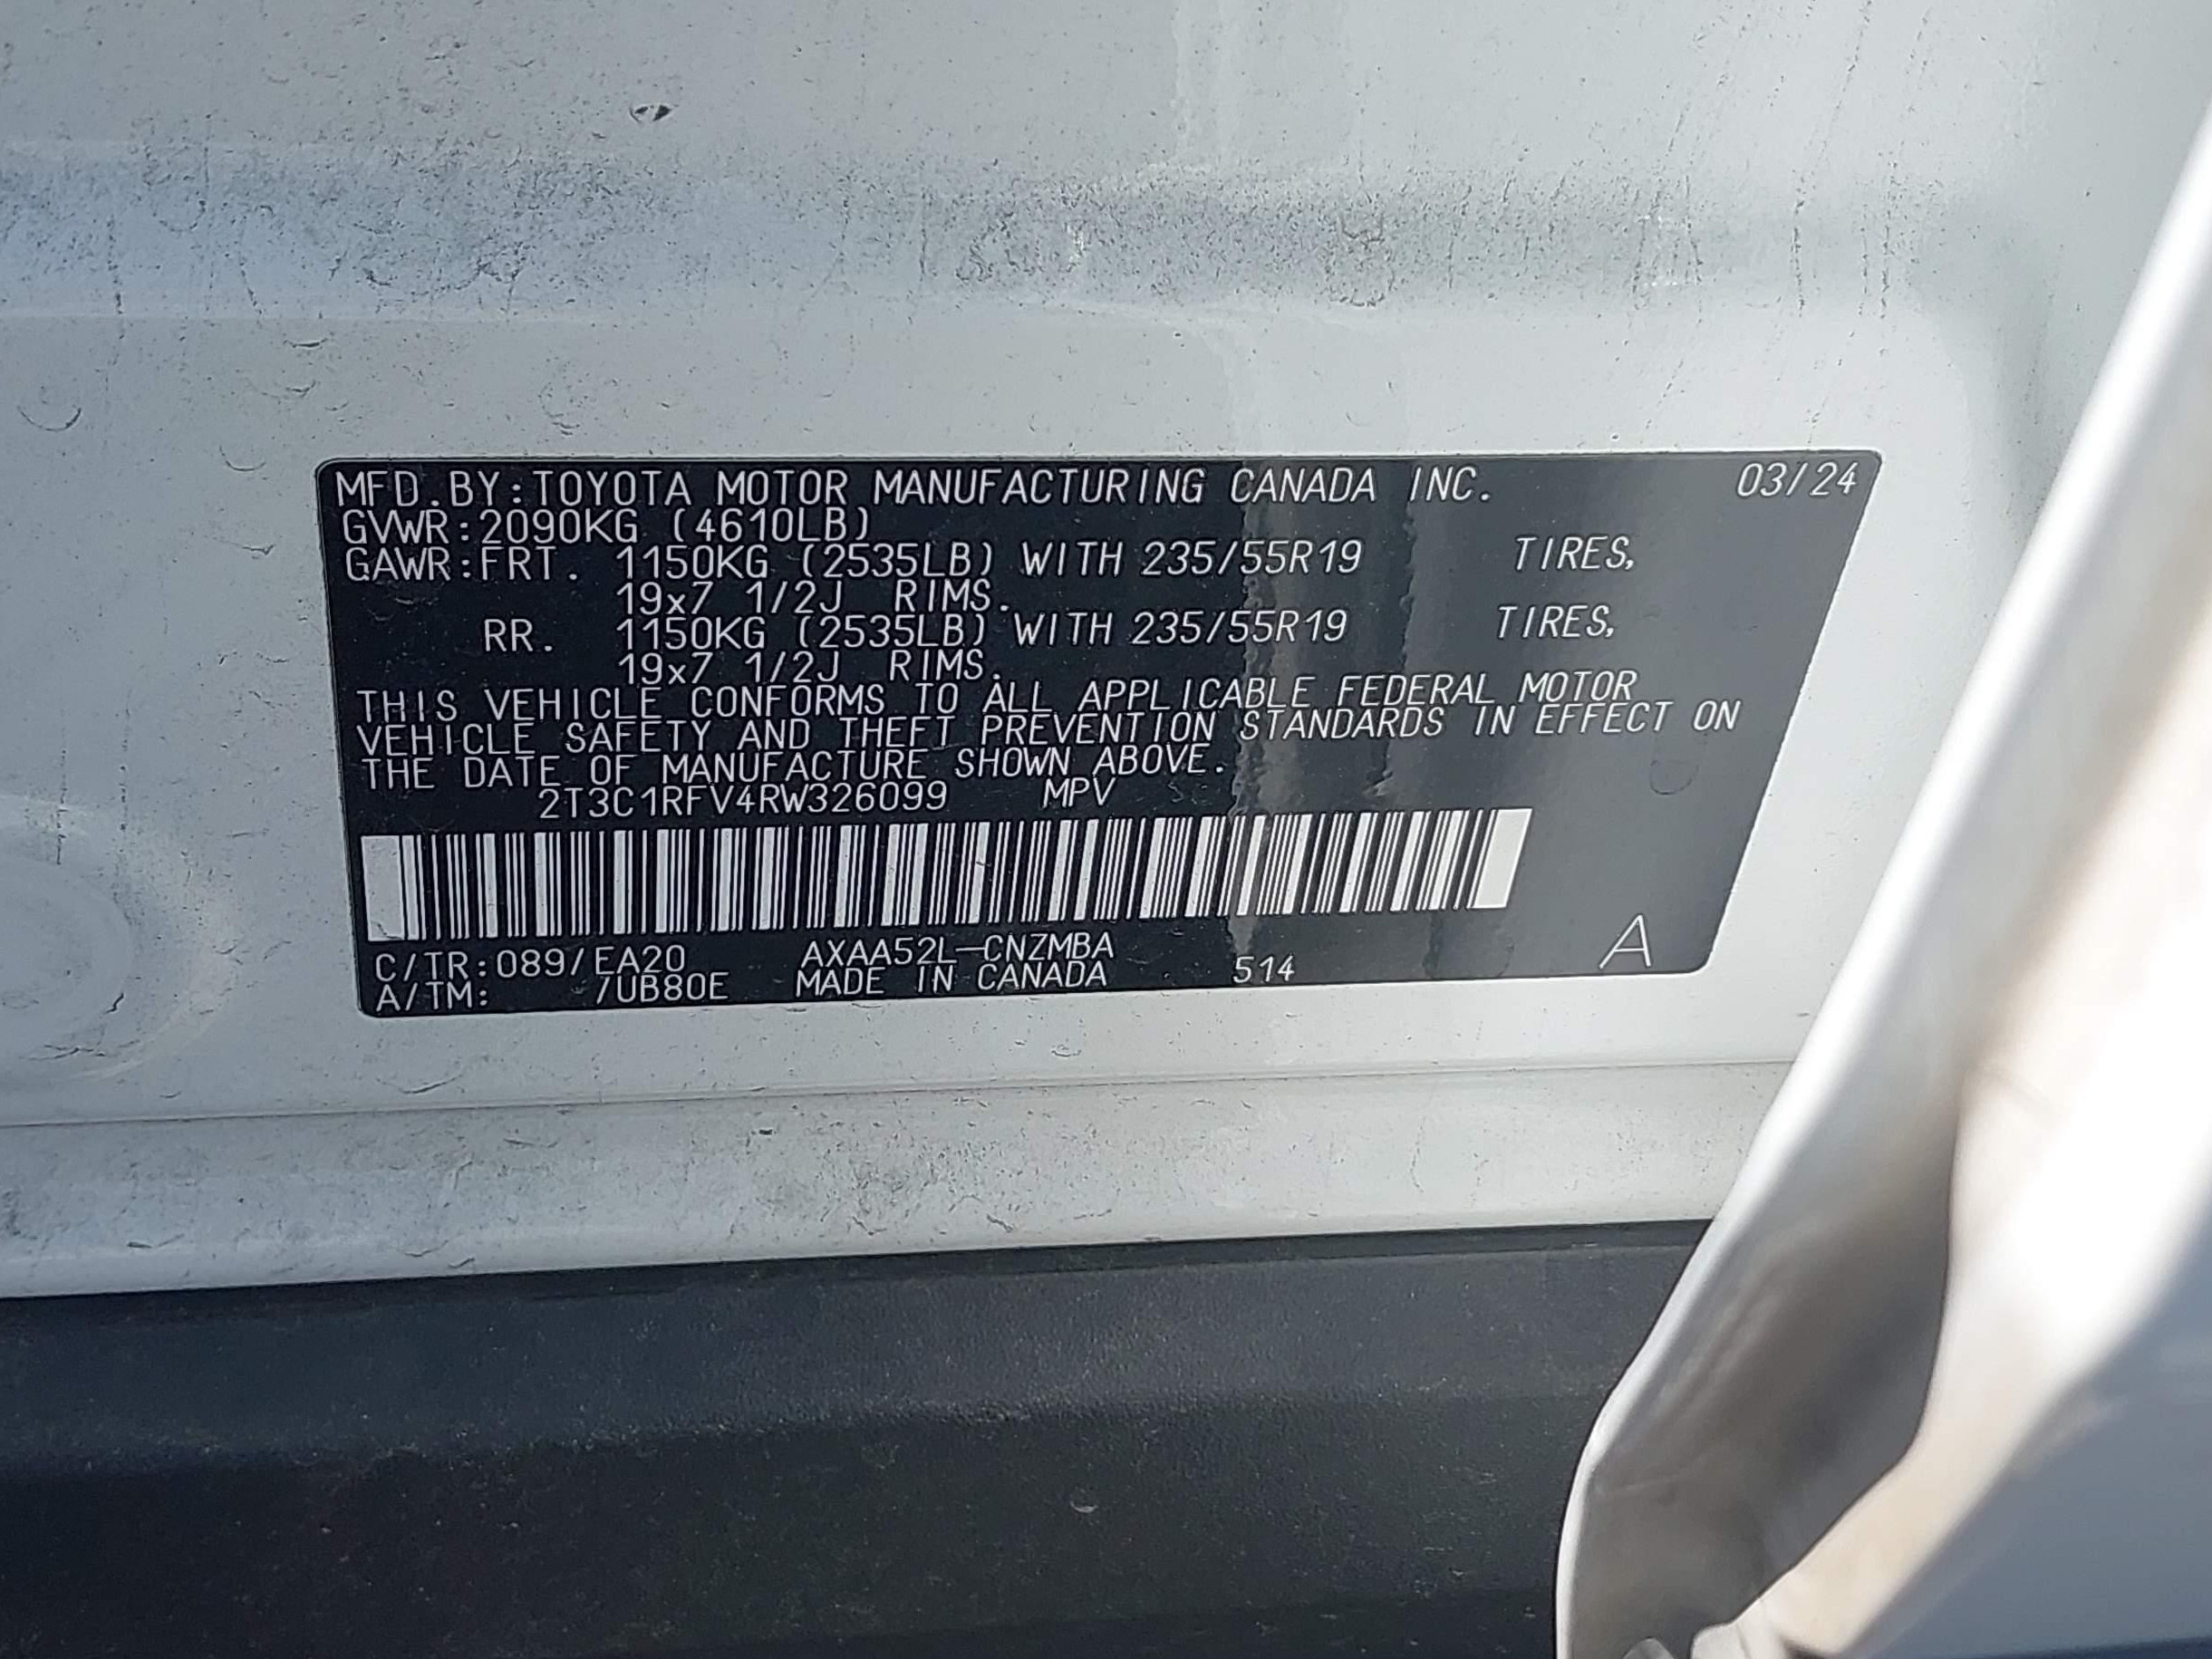 MFD.BY:TOYOTA MOTOR MANUFACTURING CANADA INC. 03/24
GVWR:2090KG (4610LB)
GAWR:FRT. 1150KG (2535LB) WITH 235/55R19 TIRES,
19x7 1/2J RIMS.
RR. 1150KG (2535LB) WITH 235/55R19 TIRES,
19x7 1/2J RIMS.
THIS VEHICLE CONFORMS TO ALL APPLICABLE FEDERAL MOTOR
VEHICLE SAFETY AND THEFT PREVENTION STANDARDS IN EFFECT ON
THE DATE OF MANUFACTURE SHOWN ABOVE.
2T3C1RFV4RW326099 MPV
C/TR:089/EA20 AXAA52L-CNZMBA A
A/TM: /UB80E MADE IN CANADA 514